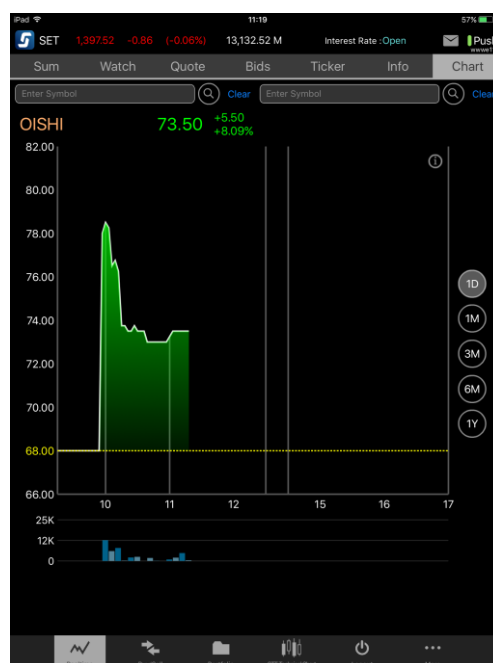 iPad 11:19 57%
SET 1,397.52 -0.86 (-0.06%) 13,132.52 M Interest Rate :Open Push
Sum Watch Quote Bids Ticker Info Chart
Enter Symbol Clear Enter Symbol Clear
OISHI 73.50 +5.50
+8.09%
82.00
80.00
78.00
76.00
1D
74.00
1M
3M
72.00
6M
70.00
1Y
68.00
66.00
10 11 12 15 16 17
25K
12K
0